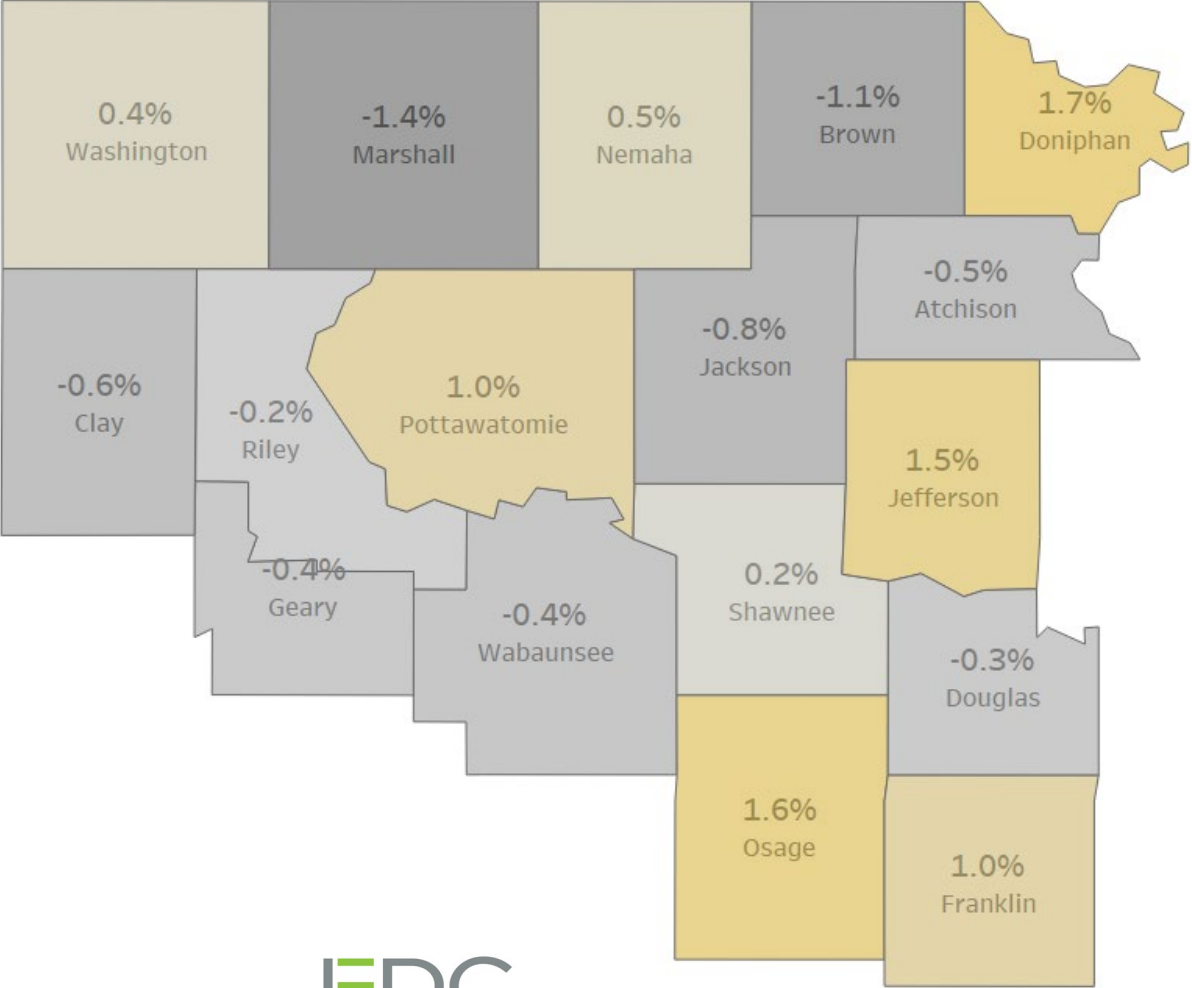 0.4%
Washington
-1.4%
Marshall
0.5%
Nemaha
-1.1%
Brown
1.7%
Doniphan
-0.5%
Atchison
-0.8%
Jackson
-0.6%
Clay
-0.2%
Riley
1.0%
Pottawatomie
1.5%
Jefferson
-0.4%
Geary
-0.4%
Wabaunsee
0.2%
Shawnee
-0.3%
Douglas
1.6%
Osage
1.0%
Franklin